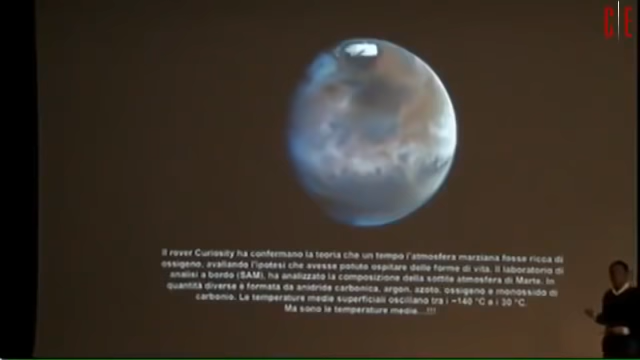 C E
Il rover Curiosity ha confermano la teoria che un tempo l'atmosfera marziana fosse ricca di
ossigeno, avallando l'ipotesi che avesse potuto ospitare delle forme di vita. Il laboratorio di
analisi a bordo (SAM), ha analizzato la composizione della sottile atmosfera di Marte. In
quantità diverse è formata da anidride carbonica, argon, azoto, ossigeno e monossido di
carbonio. Le temperature medie superficiali oscillano tra i −140 °C a i 30 °C.
Ma sono le temperature medie...!!!